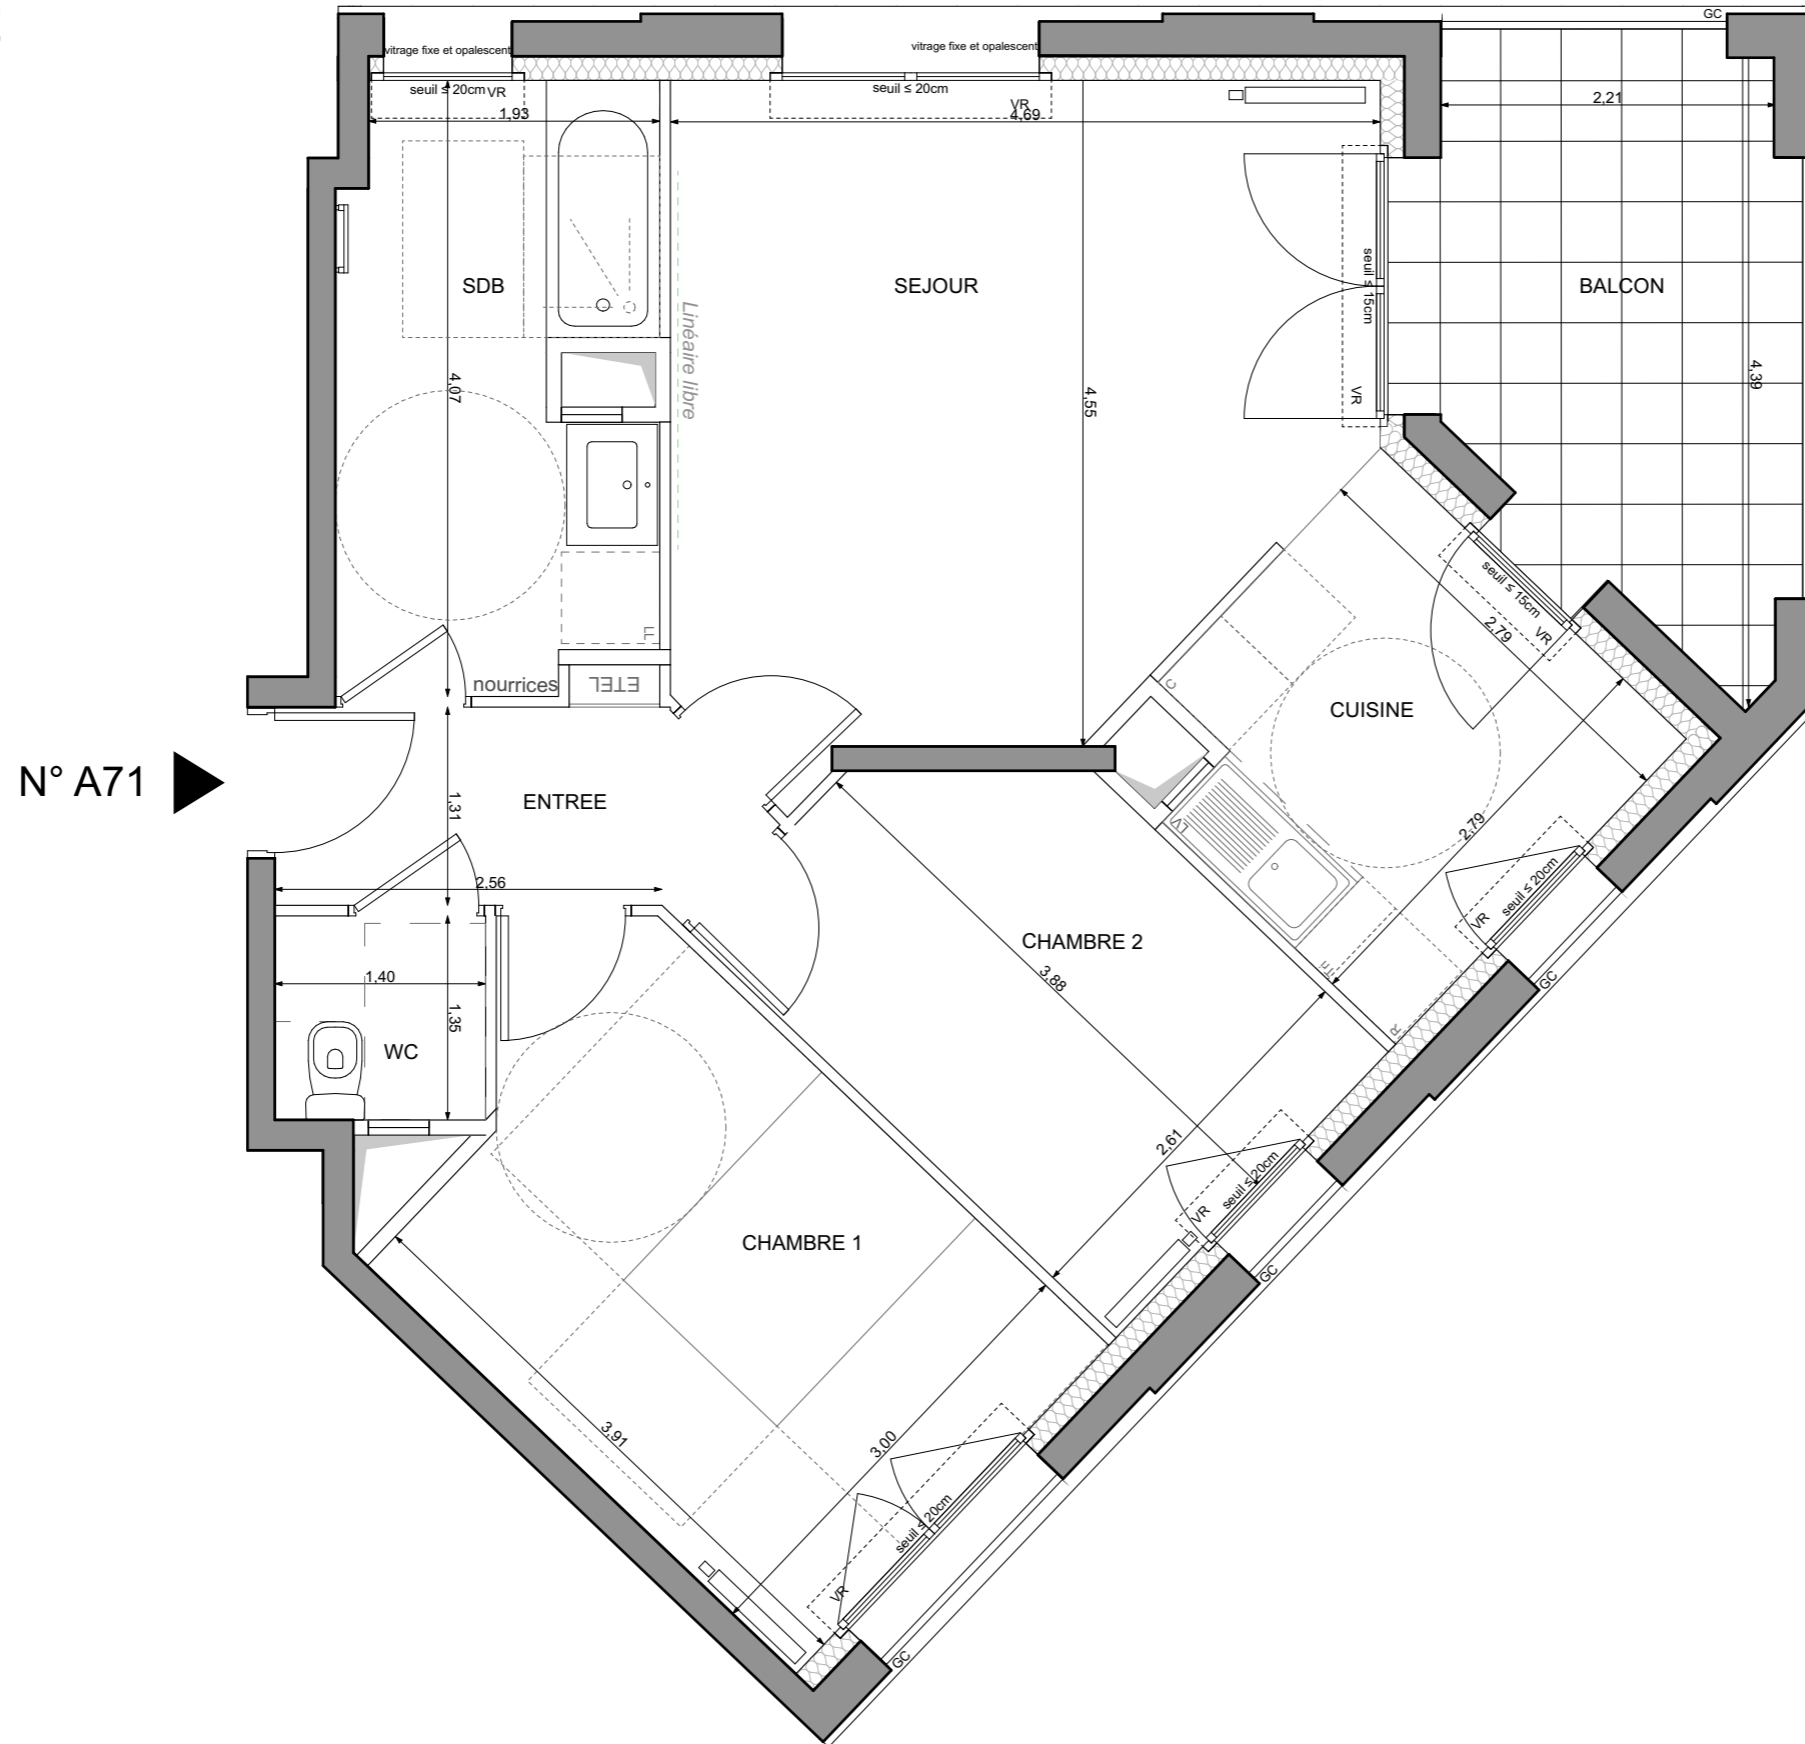 GC
vitrage fixe et opalescent
vitrage fixe et opalescent
seuil ≤ 20cm
VR
seuil ≤ 20cm
VR
1,93
4,69
2,21
SDB
SEJOUR
seuil ≤ 15cm
BALCON
Linéaire libre
4,07
4,55
VR
4,39
seuil ≤ 15cm
VR
2,79
LL
nourrices
ETEL
C
CUISINE
N° A71
ENTREE
1,31
LV
2,79
2,56
seuil ≤ 20cm
VR
CHAMBRE 2
3,88
1,40
1,35
GC
WC
R
2,61
seuil ≤ 20cm
VR
CHAMBRE 1
GC
3,91
3,00
seuil ≤ 20cm
VR
GC